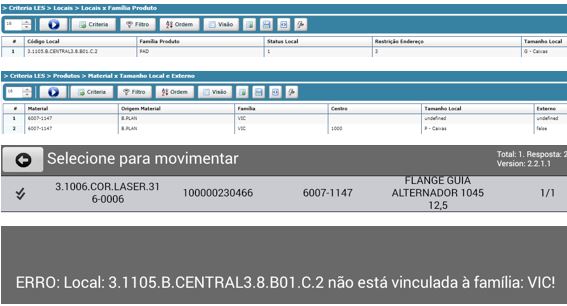 > Criteria LES > Locais > Locais x Família Produto
16 Criteria Filtro Ordem Visão
# Código Local Família Produto Status Local Restrição Endereço Tamanho Local
1 3.1105.B.CENTRAL3.8.B01.C.2 PAD 1 3 G - Caixas
> Criteria LES > Produtos > Material x Tamanho Local e Externo
16 Criteria Filtro Ordem Visão
# Material Origem Material Família Centro Tamanho Local Externo
1 6007-1147 B.PLAN VIC undefined undefined
2 6007-1147 B.PLAN VIC 1000 P - Caixas false
Selecione para movimentar
Total: 1. Resposta: 2
Version: 2.2.1.1
3.1006.COR.LASER.31
6-0006
100000230466
6007-1147
FLANGE GUIA
ALTERNADOR 1045
12,5
1/1
ERRO: Local: 3.1105.B.CENTRAL3.8.B01.C.2 não está vinculada à família: VIC!